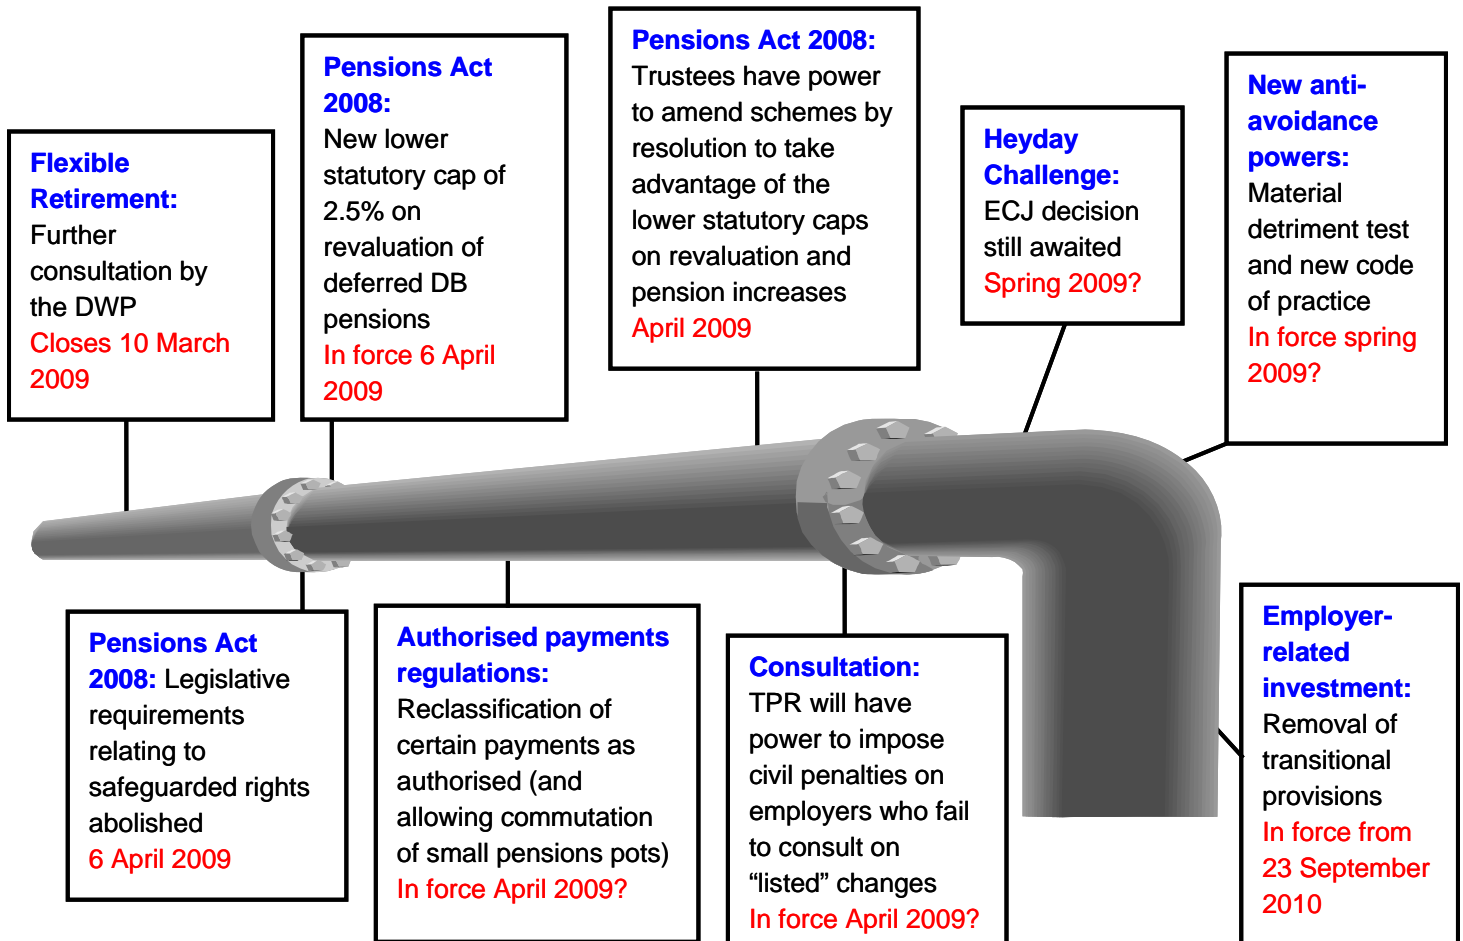 Flexible
Retirement:
Further
consultation by
the DWP
Closes 10 March
2009
Pensions Act
2008:
New lower
statutory cap of
2.5% on
revaluation of
deferred DB
pensions
In force 6 April
2009
Pensions Act 2008:
Trustees have power
to amend schemes by
resolution to take
advantage of the
lower statutory caps
on revaluation and
pension increases
April 2009
Heyday
Challenge:
ECJ decision
still awaited
Spring 2009?
New anti-
avoidance
powers:
Material
detriment test
and new code
of practice
In force spring
2009?
Pensions Act
2008: Legislative
requirements
relating to
safeguarded rights
abolished
6 April 2009
Authorised payments
regulations:
Reclassification of
certain payments as
authorised (and
allowing commutation
of small pensions pots)
In force April 2009?
Consultation:
TPR will have
power to impose
civil penalties on
employers who fail
to consult on
“listed” changes
In force April 2009?
Employer-
related
investment:
Removal of
transitional
provisions
In force from
23 September
2010